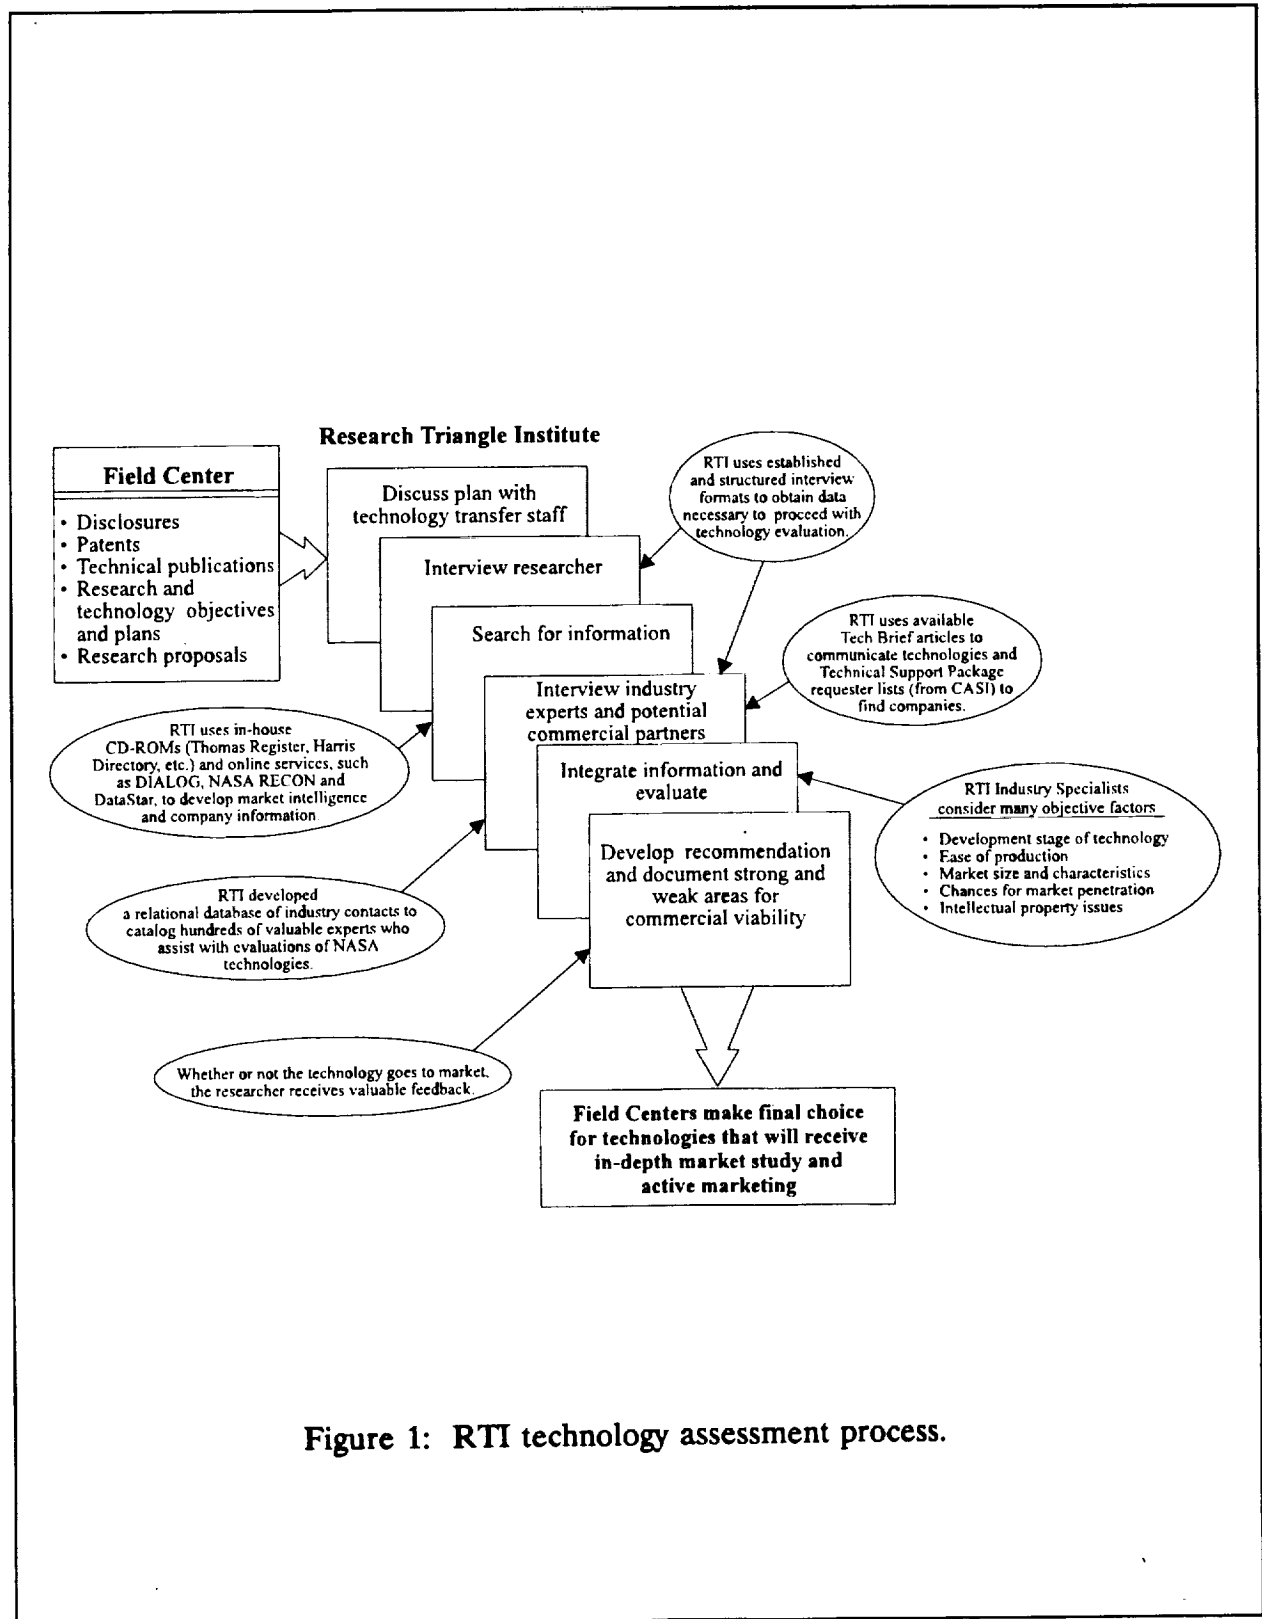 Research Triangle Institute
Field Center
• Disclosures
• Patents
• Technical publications
• Research and
technology objectives
and plans
• Research proposals
Discuss plan with
technology transfer staff
Interview researcher
Search for information
Interview industry
experts and potential
commercial partners
Integrate information and
evaluate
Develop recommendation
and document strong and
weak areas for
commercial viability
RTI uses established
and structured interview
formats to obtain data
necessary to proceed with
technology evaluation.
RTI uses available
Tech Brief articles to
communicate technologies and
Technical Support Package
requester lists (from CASI) to
find companies.
RTI uses in-house
CD-ROMs (Thomas Register, Harris
Directory, etc.) and online services, such
as DIALOG, NASA RECON and
DataStar, to develop market intelligence
and company information.
RTI Industry Specialists
consider many objective factors
• Development stage of technology
• Ease of production
• Market size and characteristics
• Chances for market penetration
• Intellectual property issues
RTI developed
a relational database of industry contacts to
catalog hundreds of valuable experts who
assist with evaluations of NASA
technologies.
Whether or not the technology goes to market,
the researcher receives valuable feedback.
Field Centers make final choice
for technologies that will receive
in-depth market study and
active marketing
Figure 1: RTI technology assessment process.